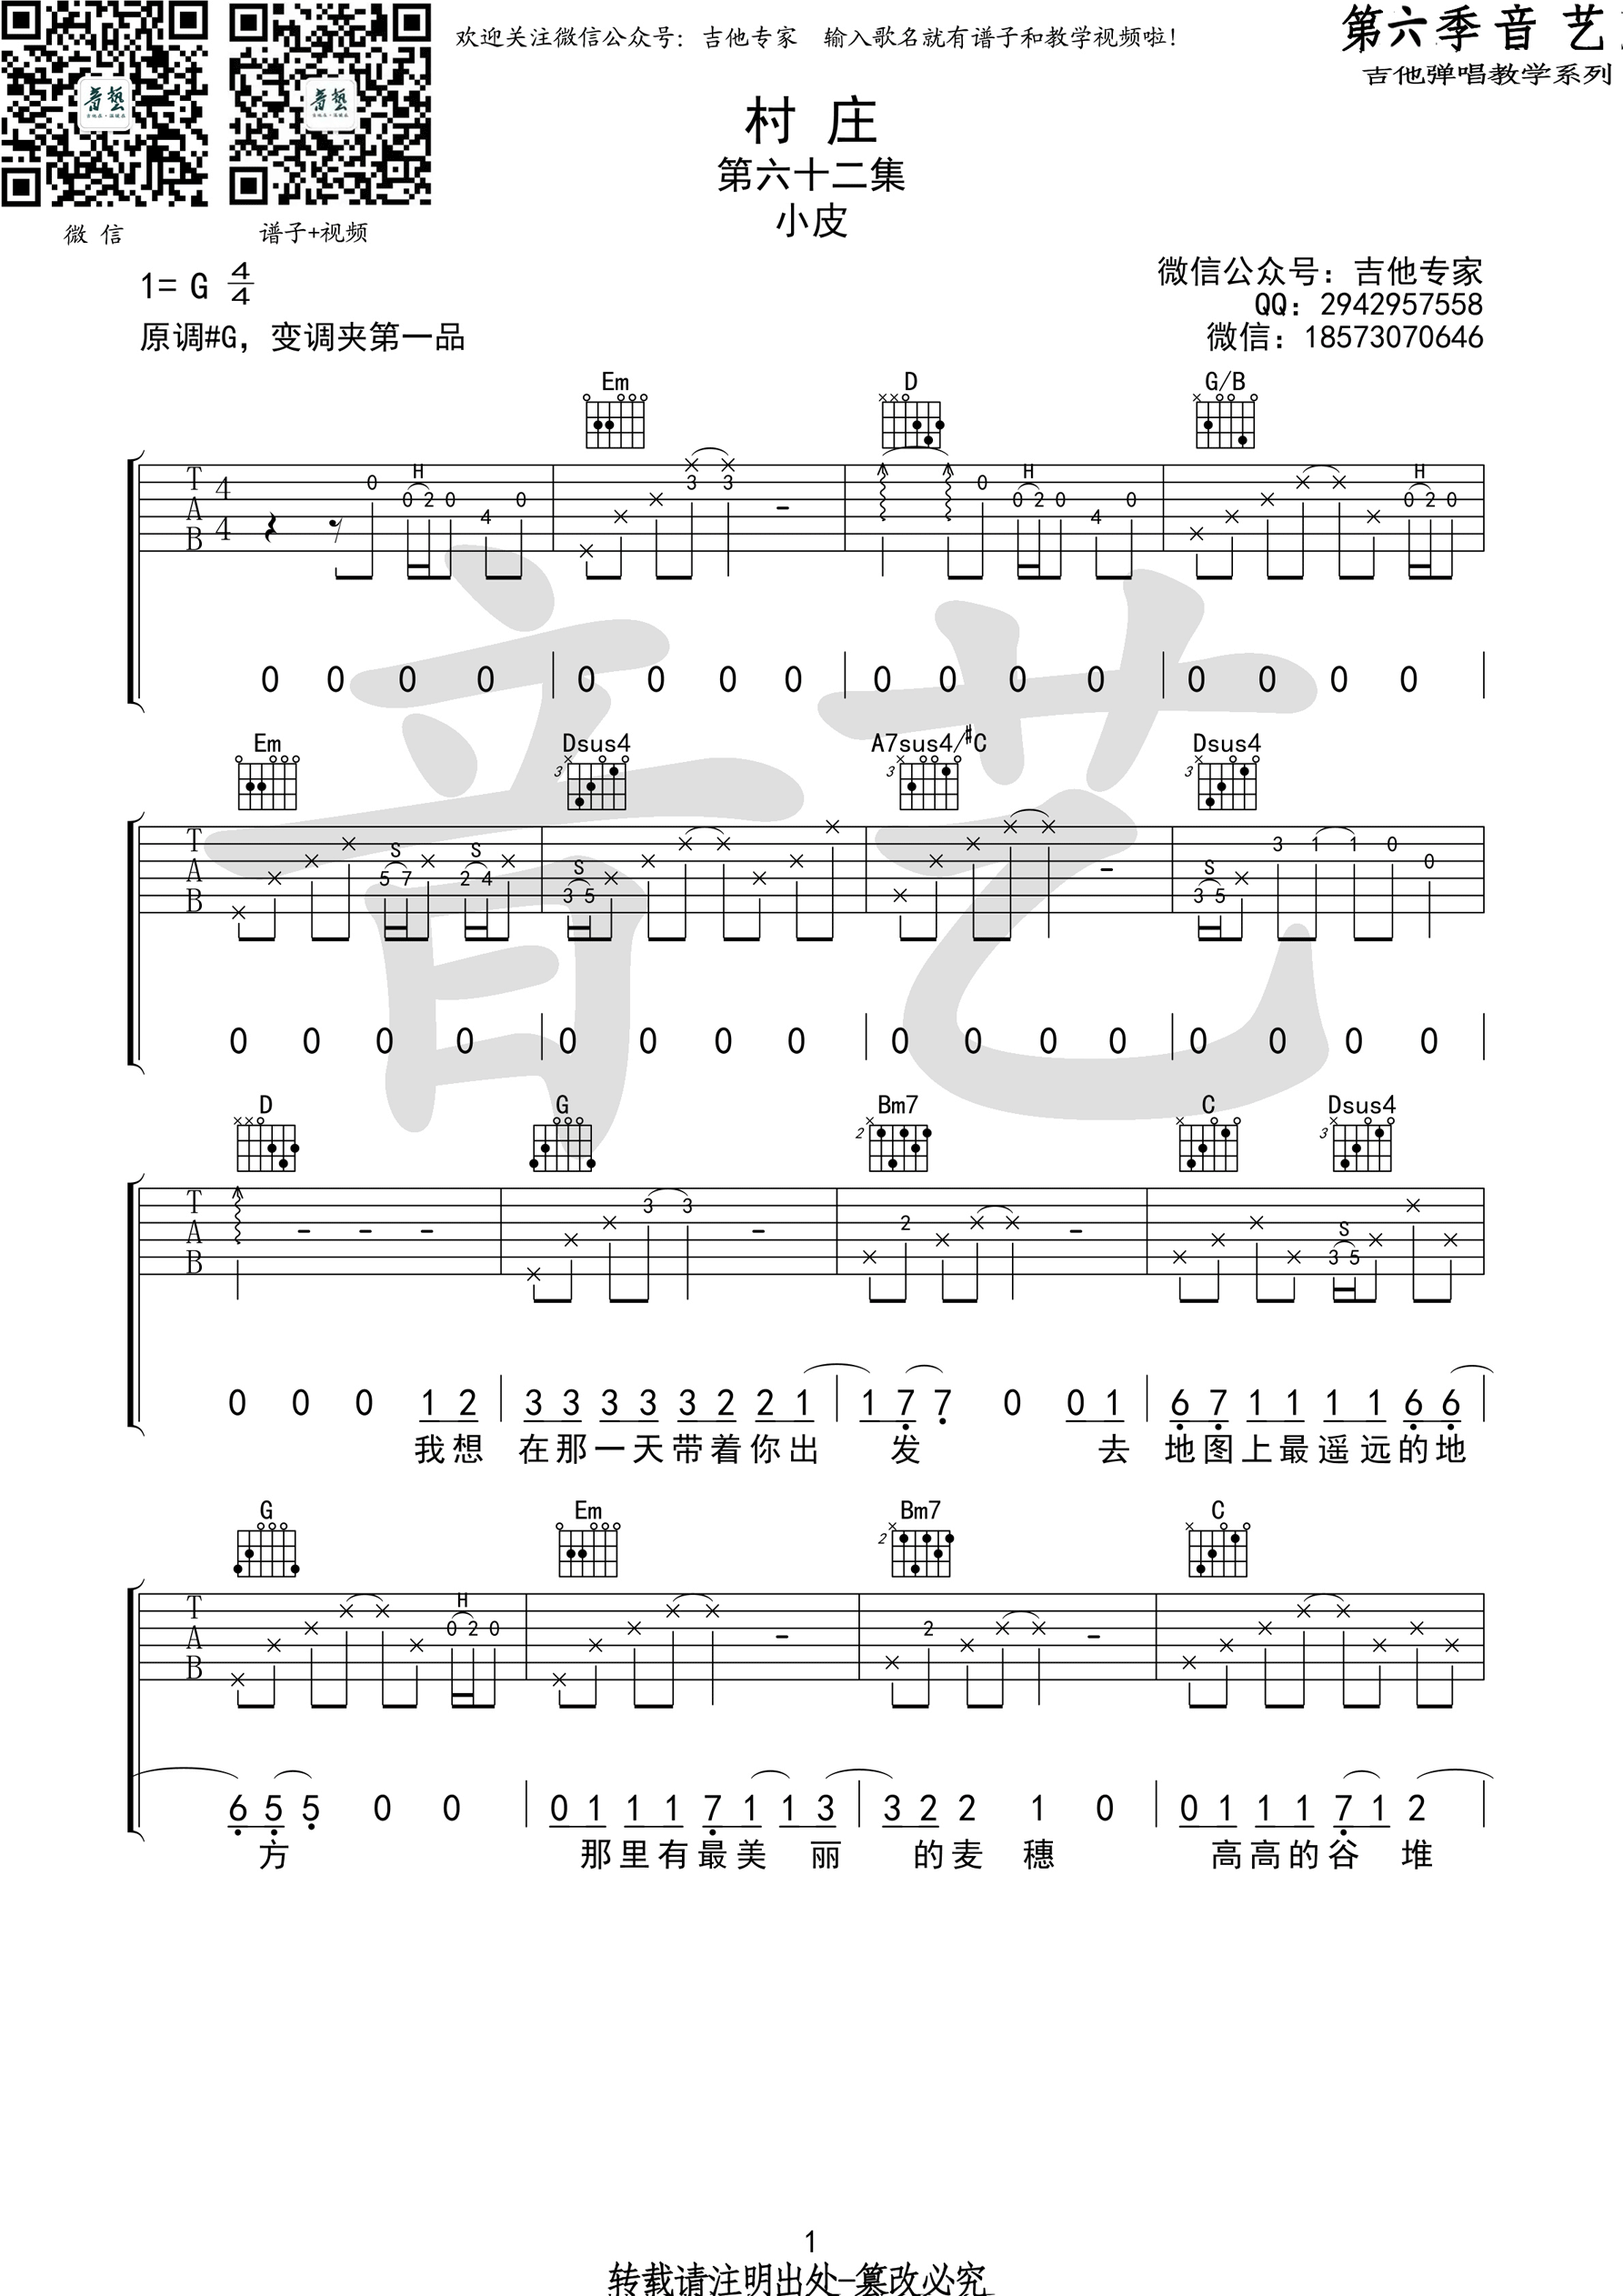 欢迎关注微信公众号：吉他专家　输入歌名就有谱子和教学视频啦！
第六季音 艺
吉他弹唱教学系列
音藝
音藝
微 信
谱子+视频
村 庄
第六十二集
小皮
1= G 4/4
原调#G，变调夹第一品
微信公众号：吉他专家
QQ：2942957558
微信：18573070646
Em D G/B
H H H
T A B 4 4 0 0 2 0 4 0 3 3 0 0 2 0 4 0 0 2 0
0 0 0 0 0 0 0 0 0 0 0 0 0 0 0 0
音艺
Em Dsus4 A7sus4/#C Dsus4
3 3 3
S S S S
T A B 5 7 2 4 3 5 3 5 3 1 1 0 0
0 0 0 0 0 0 0 0 0 0 0 0 0 0 0 0
D G Bm7 C Dsus4
2 3
T A B 3 3 2 S 3 5
0 0 0 1 2 3 3 3 3 3 2 2 1 1 7 7 0 0 1 6 7 1 1 1 1 6 6
我想 在那一天带着你出 发 去 地图上最遥远的地
G Em Bm7 C
2
H
T A B 0 2 0 2
6 5 5 0 0 0 1 1 1 7 1 1 3 3 2 2 1 0 0 1 1 1 7 1 2
方 那里有最美 丽 的麦 穗 高高的谷 堆
1
转载请注明出处-篡改必究